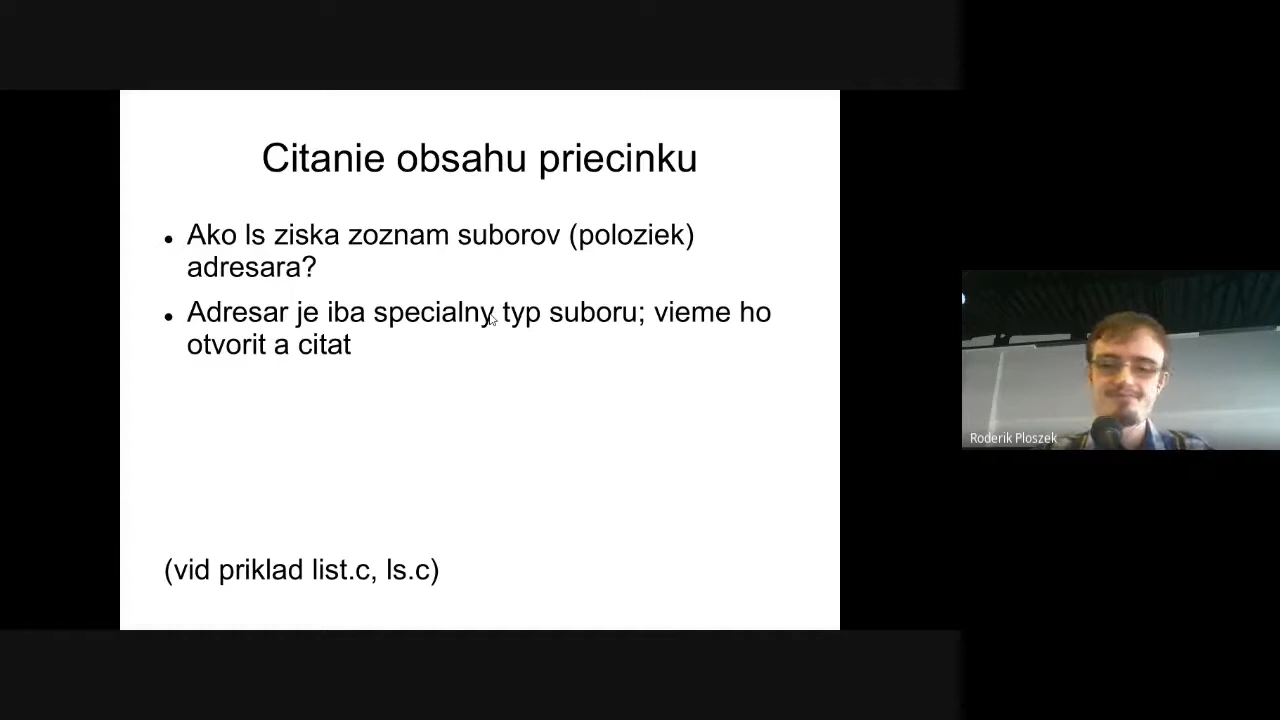 Citanie obsahu priecinku
Ako ls ziska zoznam suborov (poloziek)
adresara?
Adresar je iba specialny typ suboru; vieme ho
otvorit a citat
(vid priklad list.c, ls.c)
Roderik Ploszek